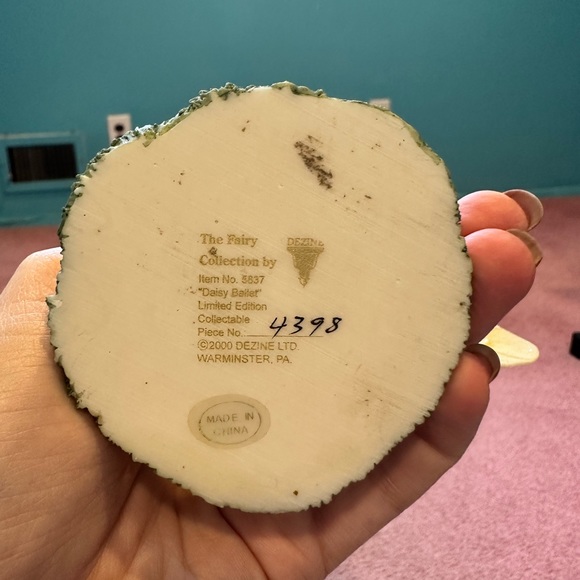 The Fairy
Collection by
DEZINE
Item No. 5837
"Daisy Ballet"
Limited Edition
Collectable
Piece No 4398
©2000 DEZINE LTD.
WARMINSTER, PA.
MADE IN
CHINA